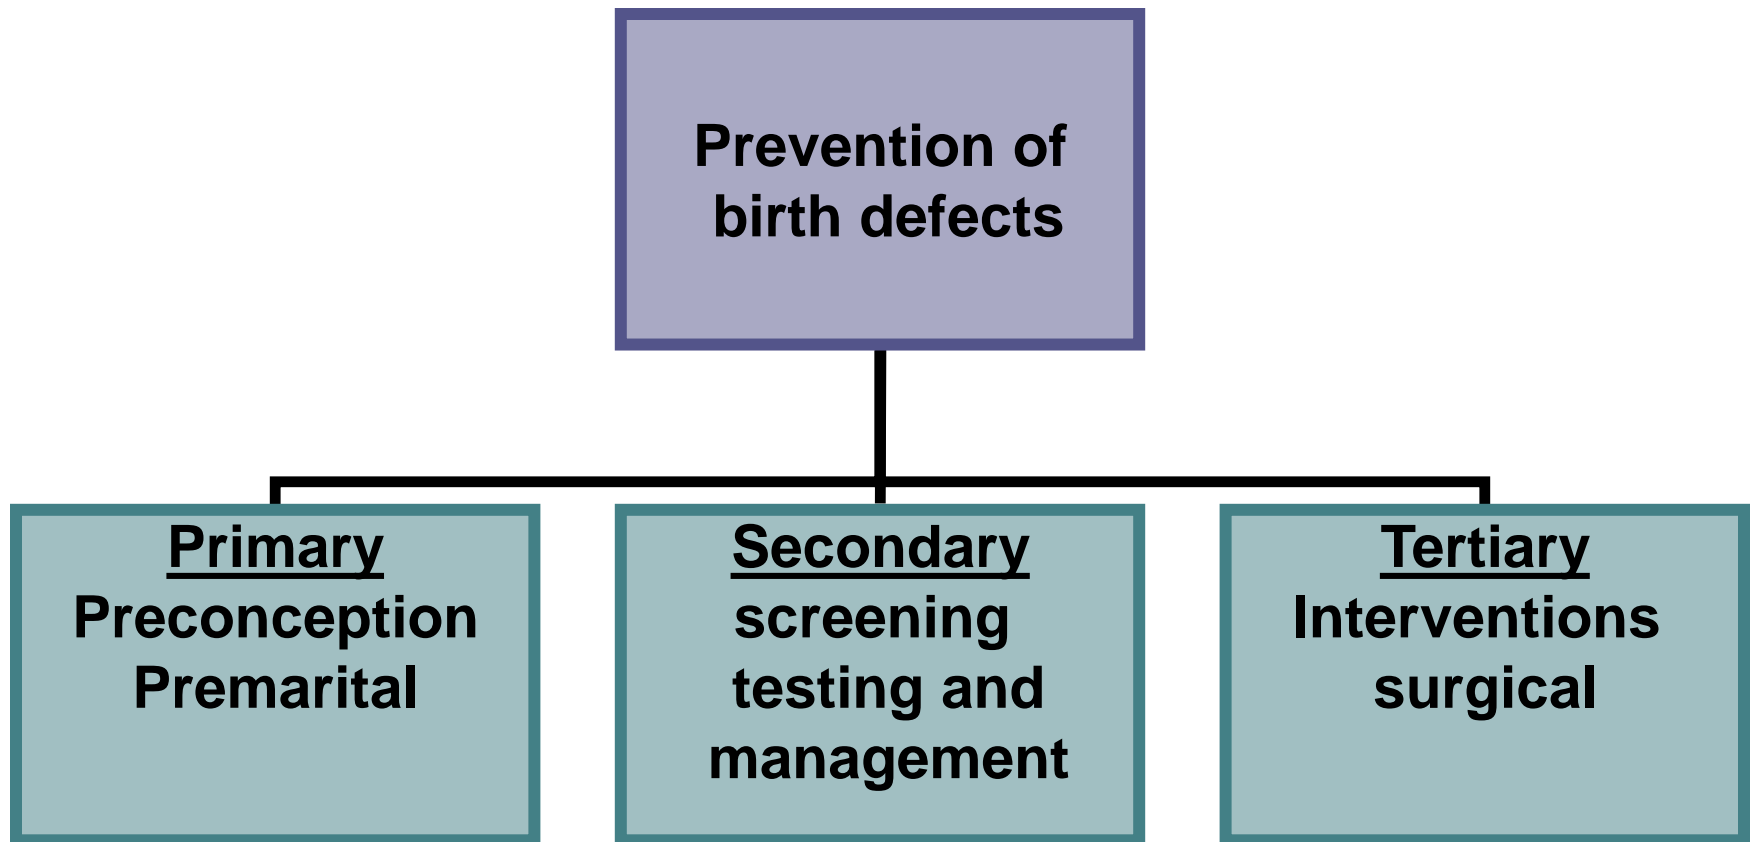 Prevention of
birth defects
Primary
Preconception
Premarital
Secondary
screening
testing and
management
Tertiary
Interventions
surgical